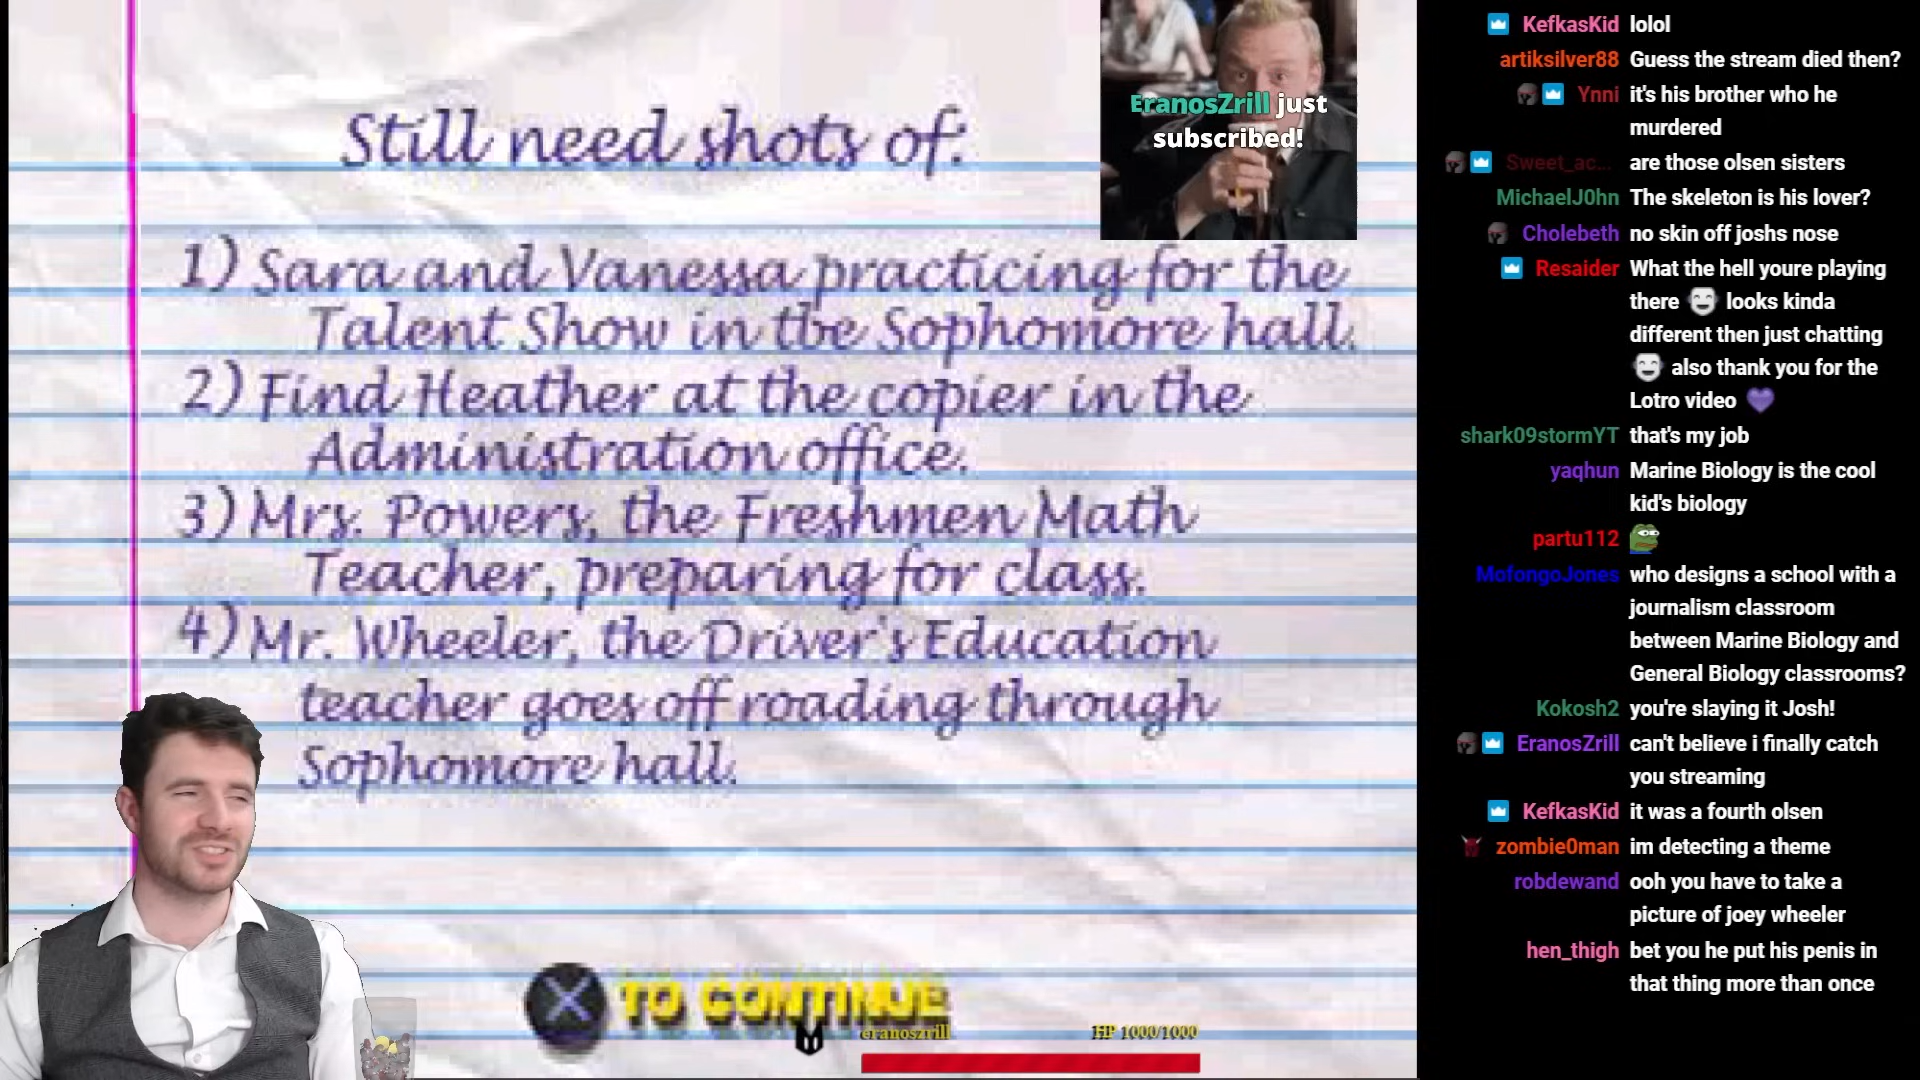 Still need shots of:
1) Sara and Vanessa practicing for the
Talent Show in the Sophomore hall.
2) Find Heather at the copier in the
Administration office.
3) Mrs. Powers, the Freshmen Math
Teacher, preparing for class.
4) Mr. Wheeler, the Driver's Education
teacher goes off roading through
Sophomore hall.
X TO CONTINUE
EranosZrill just
subscribed!
eranoszrill HP 1000/1000
KefkasKid lolol
artiksilver88 Guess the stream died then?
Ynni it's his brother who he
murdered
Sweet_ac... are those olsen sisters
MichaelJ0hn The skeleton is his lover?
Cholebeth no skin off joshs nose
Resaider What the hell youre playing
there looks kinda
different then just chatting
also thank you for the
Lotro video
shark09stormYT that's my job
yaqhun Marine Biology is the cool
kid's biology
partu112
MofongoJones who designs a school with a
journalism classroom
between Marine Biology and
General Biology classrooms?
Kokosh2 you're slaying it Josh!
EranosZrill can't believe i finally catch
you streaming
KefkasKid it was a fourth olsen
zombie0man im detecting a theme
robdewand ooh you have to take a
picture of joey wheeler
hen_thigh bet you he put his penis in
that thing more than once